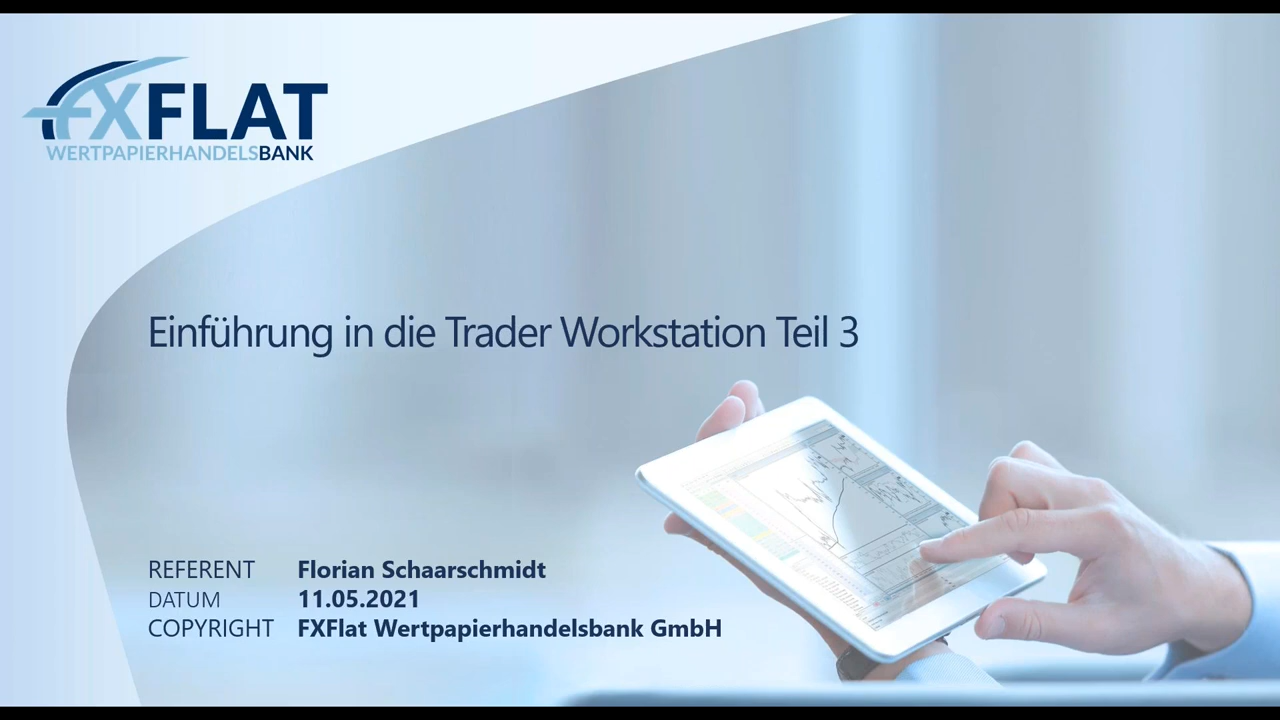 FXFLAT
WERTPAPIERHANDELSBANK
Einführung in die Trader Workstation Teil 3
REFERENT Florian Schaarschmidt
DATUM 11.05.2021
COPYRIGHT FXFlat Wertpapierhandelsbank GmbH